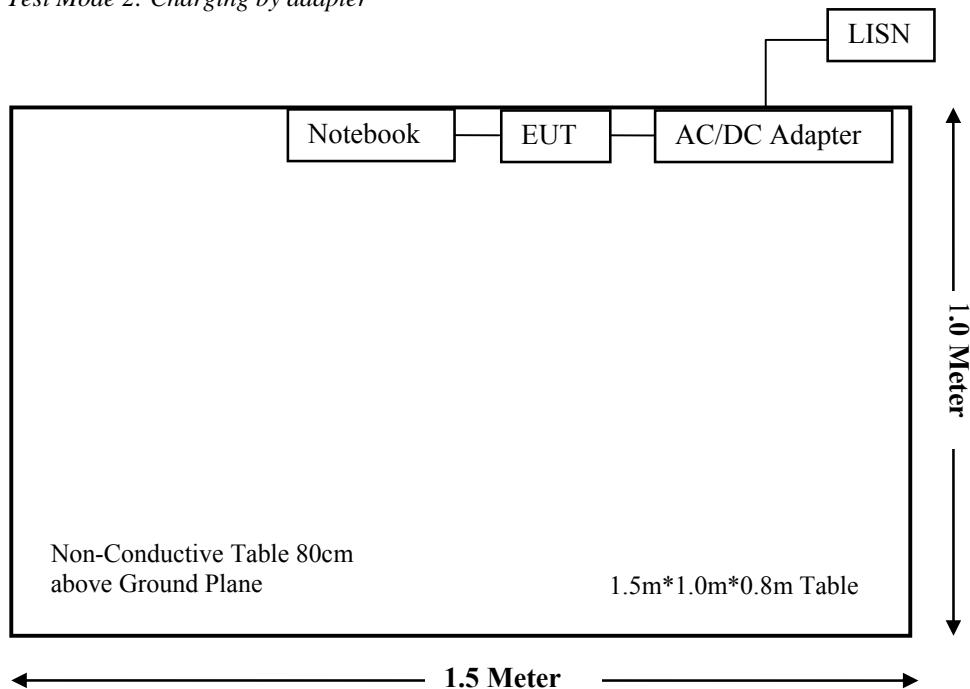 Test Mode 2: Charging by adapter
LISN
Notebook
EUT
AC/DC Adapter
1.0 Meter
Non-Conductive Table 80cm
above Ground Plane
1.5m*1.0m*0.8m Table
1.5 Meter